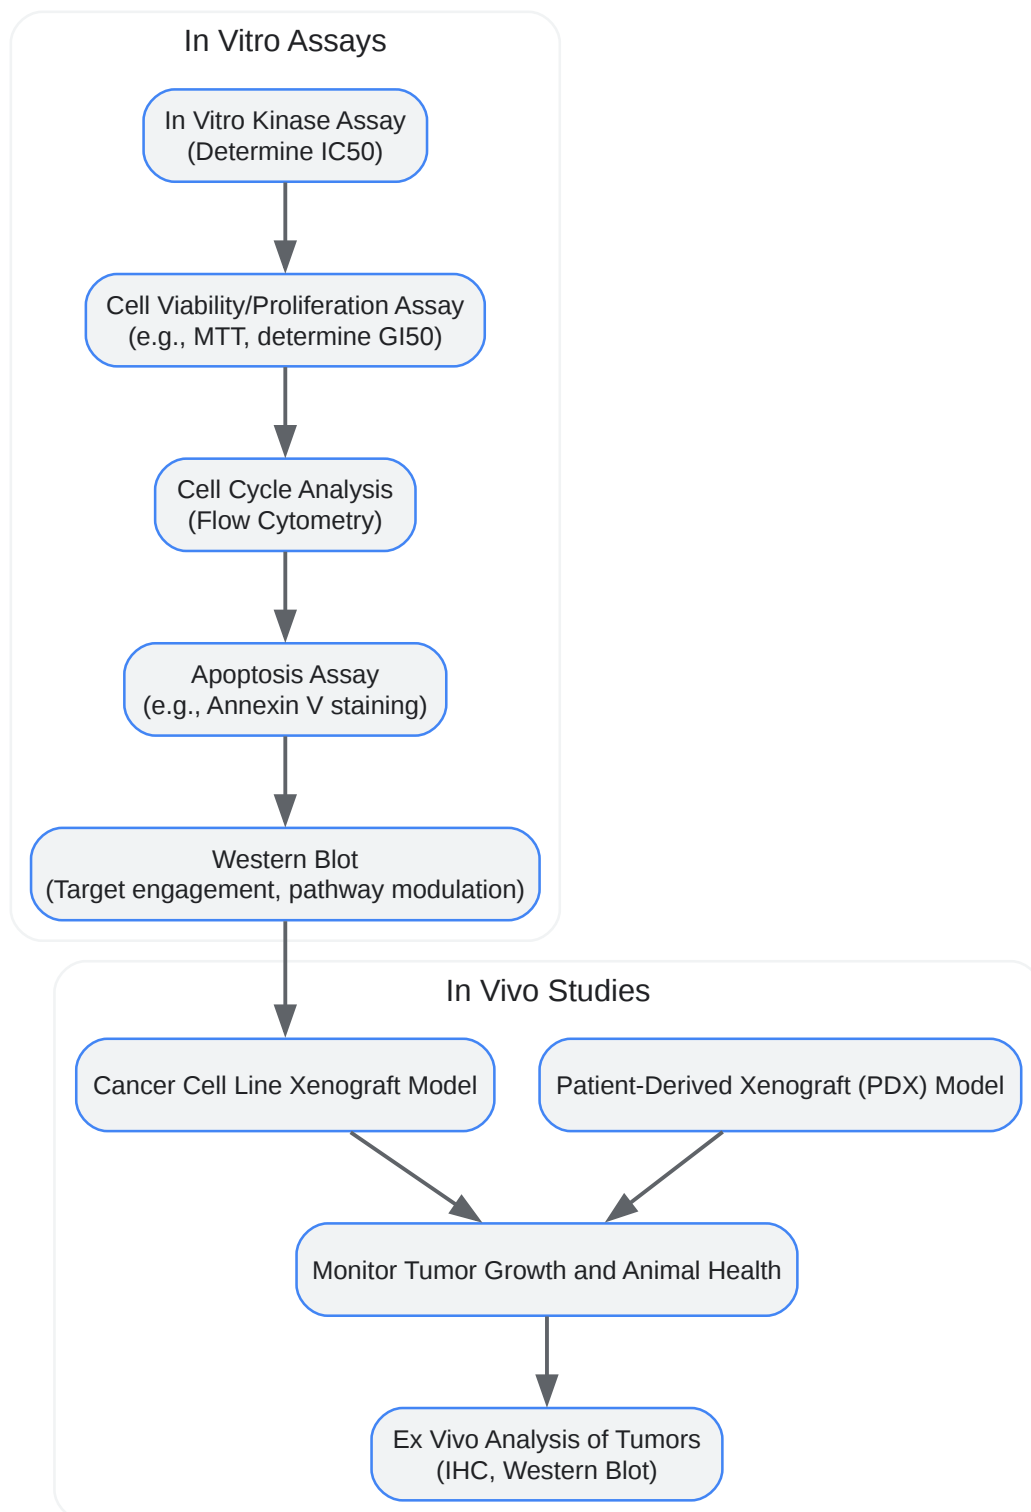 In Vitro Assays
In Vitro Kinase Assay
(Determine IC50)
Cell Viability/Proliferation Assay
(e.g., MTT, determine GI50)
Cell Cycle Analysis
(Flow Cytometry)
Apoptosis Assay
(e.g., Annexin V staining)
Western Blot
(Target engagement, pathway modulation)
In Vivo Studies
Cancer Cell Line Xenograft Model
Patient-Derived Xenograft (PDX) Model
Monitor Tumor Growth and Animal Health
Ex Vivo Analysis of Tumors
(IHC, Western Blot)